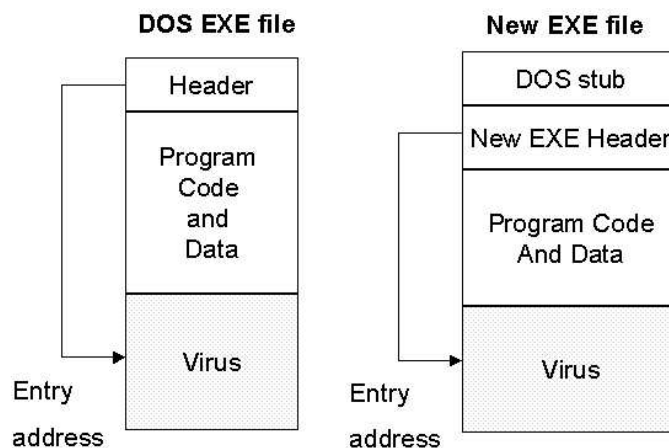 DOS EXE file
Header
Program
Code
and
Data
Virus
Entry
address
New EXE file
DOS stub
New EXE Header
Program Code
And Data
Virus
Entry
address